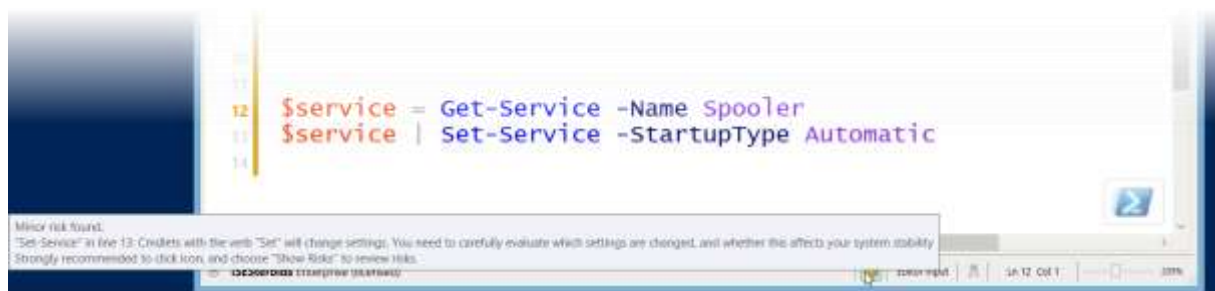 12
$service = Get-Service -Name Spooler
13
$service | Set-Service -StartupType Automatic
14
Minor risk found.
"Set-Service" in line 13: Cmdlets with the verb "Set" will change settings. You need to carefully evaluate which settings are changed, and whether this affects your system stability
Strongly recommended to click icon, and choose "Show Risks" to review risks.
ISESteroids Enterprise (licensed)
Editor Input
Ln 12 Col 1